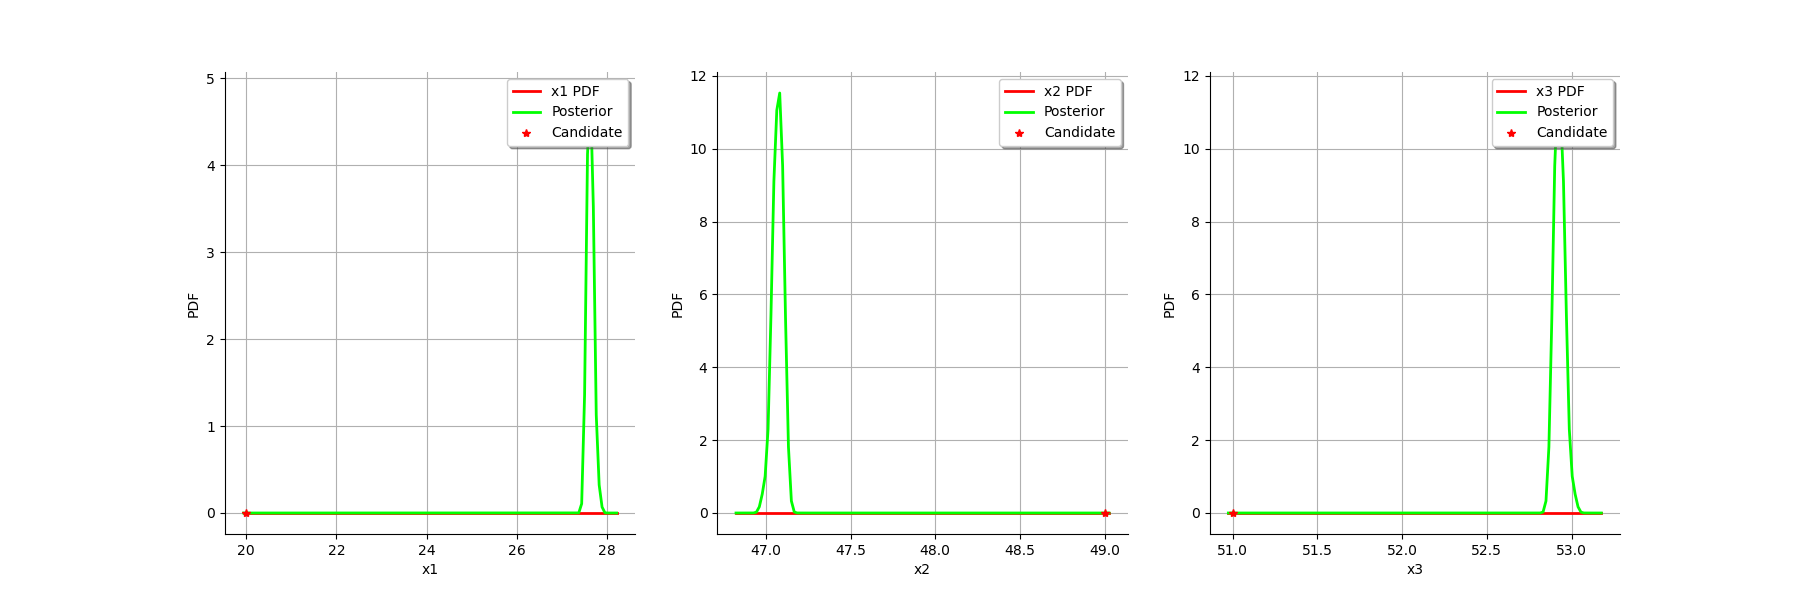 5
4
3
2
1
0
PDF
20 22 24 26 28
x1
x1 PDF
Posterior
Candidate
12
10
8
6
4
2
0
PDF
47.0 47.5 48.0 48.5 49.0
x2
x2 PDF
Posterior
Candidate
12
10
8
6
4
2
0
PDF
51.0 51.5 52.0 52.5 53.0
x3
x3 PDF
Posterior
Candidate